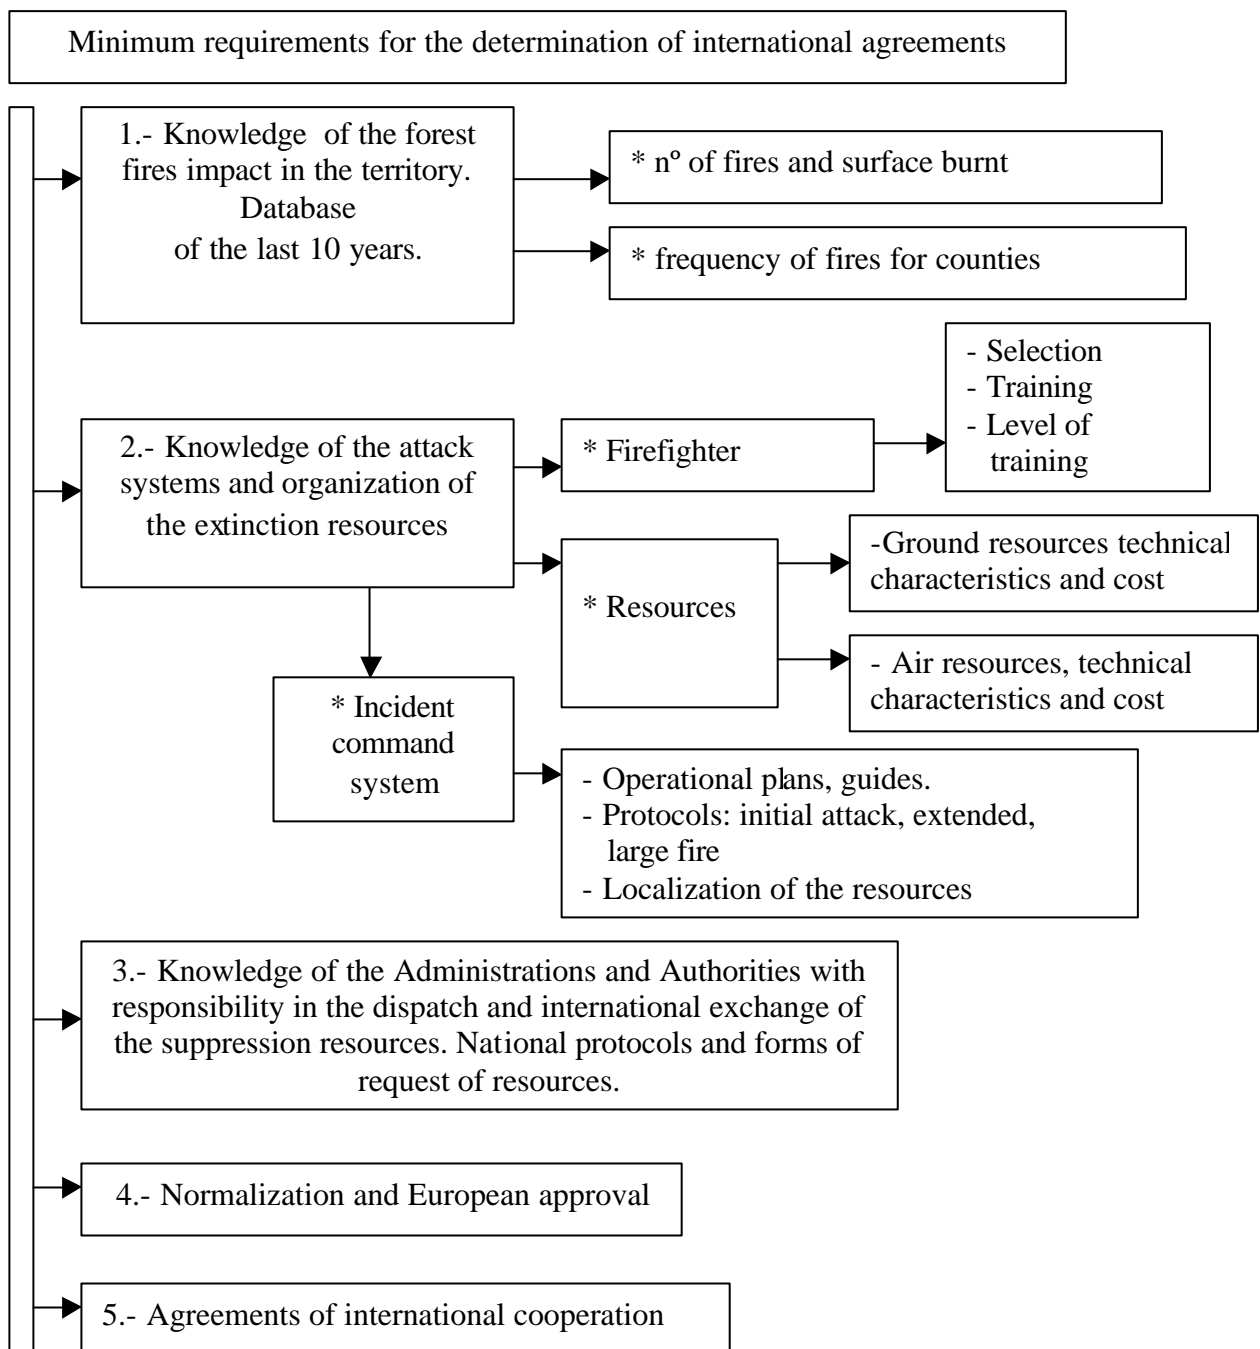 Minimum requirements for the determination of international agreements
1.- Knowledge of the forest
fires impact in the territory.
Database
of the last 10 years.
* nº of fires and surface burnt
* frequency of fires for counties
- Selection
- Training
- Level of
training
2.- Knowledge of the attack
systems and organization of
the extinction resources
* Firefighter
* Resources
-Ground resources technical
characteristics and cost
- Air resources, technical
characteristics and cost
* Incident
command
system
- Operational plans, guides.
- Protocols: initial attack, extended,
large fire
- Localization of the resources
3.- Knowledge of the Administrations and Authorities with
responsibility in the dispatch and international exchange of
the suppression resources. National protocols and forms of
request of resources.
4.- Normalization and European approval
5.- Agreements of international cooperation